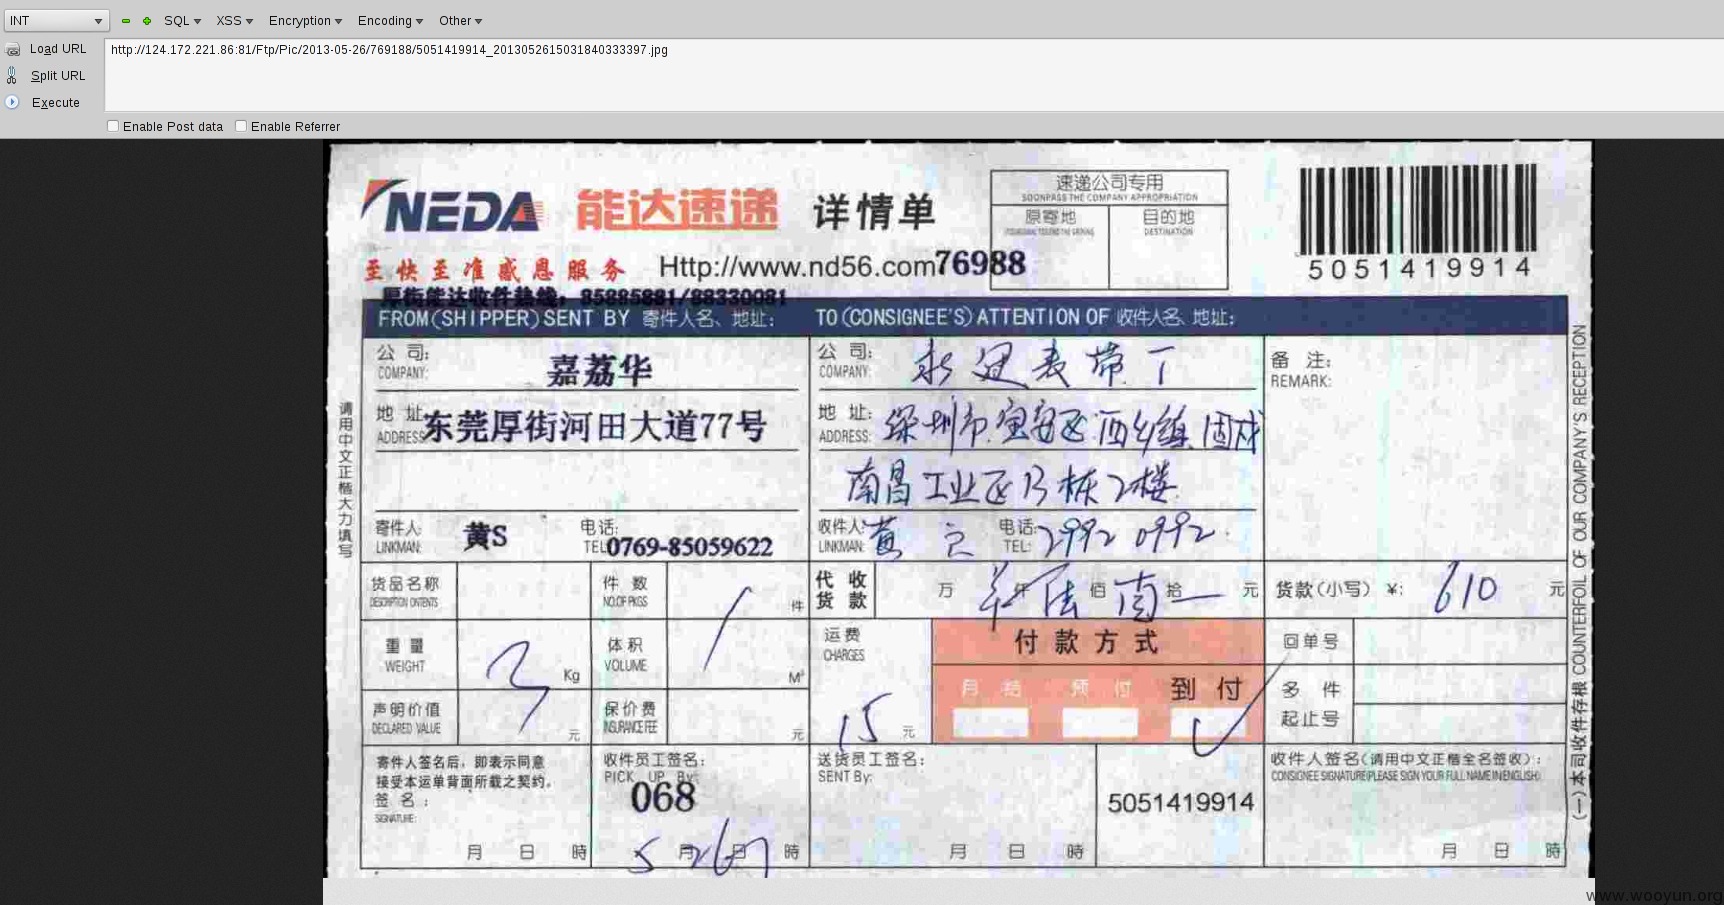 INT SQL XSS Encryption Encoding Other
Load URL http://124.172.221.86:81/Ftp/Pic/2013-05-26/769188/5051419914_2013052615031840333397.jpg
Split URL
Execute
Enable Post data Enable Referrer
NEDA 能达速递 详情单
速递公司专用
SOONPASS THE COMPANY APPROPRIATION
原寄地 目的地
DESTINATION
5051419914
至快至准感恩服务 Http://www.nd56.com 76988
厚街能达收件热线：85885881/88330081
FROM(SHIPPER)SENT BY 寄件人名、地址： TO(CONSIGNEE'S)ATTENTION OF 收件人名、地址：
公司： 嘉荔华
COMPANY:
公司： 表带
COMPANY:
备注：
REMARK:
地址： 东莞厚街河田大道77号
ADDRESS:
地址： 深圳市宝安区西乡镇固戍
ADDRESS:
南昌工业区B栋2楼
寄件人： 黄S 电话： 0769-85059622
LINKMAN: TEL:
收件人： 黄 电话： 29920992
LINKMAN: TEL:
货品名称 件数 件
DESCRIPTION ONTENTS NO.OF PKGS
代收货款 万 仟 陆 佰 拾 元 货款(小写) ¥： 610 元
重量 3 Kg 体积 M³
WEIGHT VOLUME
运费 15 元
CHARGES
付款方式
月结 预付 到付
回单号
多件
起止号
声明价值 元 保价费 元
DECLARED VALUE INSURANCE FEE
寄件人签名后，即表示同意
接受本运单背面所载之契约。
签名：
SIGNATURE:
月 日 時
收件员工签名：
PICK UP By:
068
5 月 26 日 時
送货员工签名：
SENT By:
5051419914
月 日 時
收件人签名(请用中文正楷全名签收)：
CONSIGNEE SIGNATURE(PLEASE SIGN YOUR FULL NAME IN ENGLISH)
月 日 時
请用中文正楷大力填写
(一)本司收件存根 COUNTERFOIL OF OUR COMPANY'S RECEPTION
www.wooyun.org